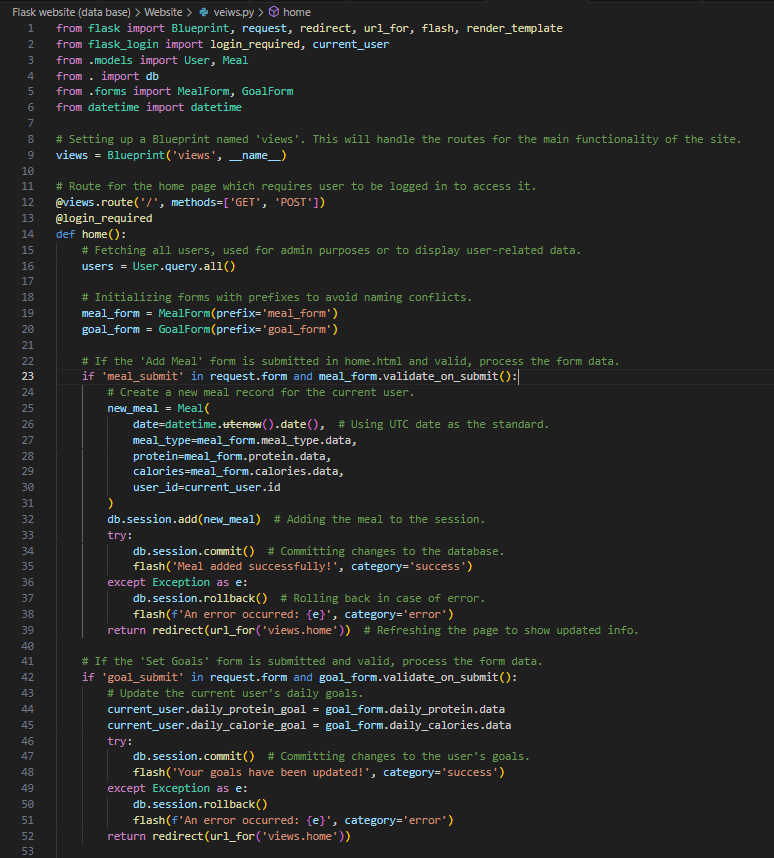 Flask website (data base) > Website > veiws.py > home
1 from flask import Blueprint, request, redirect, url_for, flash, render_template
2 from flask_login import login_required, current_user
3 from .models import User, Meal
4 from . import db
5 from .forms import MealForm, GoalForm
6 from datetime import datetime
7
8 # Setting up a Blueprint named 'views'. This will handle the routes for the main functionality of the site.
9 views = Blueprint('views', __name__)
10
11 # Route for the home page which requires user to be logged in to access it.
12 @views.route('/', methods=['GET', 'POST'])
13 @login_required
14 def home():
15     # Fetching all users, used for admin purposes or to display user-related data.
16     users = User.query.all()
17
18     # Initializing forms with prefixes to avoid naming conflicts.
19     meal_form = MealForm(prefix='meal_form')
20     goal_form = GoalForm(prefix='goal_form')
21
22     # If the 'Add Meal' form is submitted in home.html and valid, process the form data.
23     if 'meal_submit' in request.form and meal_form.validate_on_submit():
24         # Create a new meal record for the current user.
25         new_meal = Meal(
26             date=datetime.utcnow().date(),  # Using UTC date as the standard.
27             meal_type=meal_form.meal_type.data,
28             protein=meal_form.protein.data,
29             calories=meal_form.calories.data,
30             user_id=current_user.id
31         )
32         db.session.add(new_meal)  # Adding the meal to the session.
33         try:
34             db.session.commit()  # Committing changes to the database.
35             flash('Meal added successfully!', category='success')
36         except Exception as e:
37             db.session.rollback()  # Rolling back in case of error.
38             flash(f'An error occurred: {e}', category='error')
39         return redirect(url_for('views.home'))  # Refreshing the page to show updated info.
40
41     # If the 'Set Goals' form is submitted and valid, process the form data.
42     if 'goal_submit' in request.form and goal_form.validate_on_submit():
43         # Update the current user's daily goals.
44         current_user.daily_protein_goal = goal_form.daily_protein.data
45         current_user.daily_calorie_goal = goal_form.daily_calories.data
46         try:
47             db.session.commit()  # Committing changes to the user's goals.
48             flash('Your goals have been updated!', category='success')
49         except Exception as e:
50             db.session.rollback()
51             flash(f'An error occurred: {e}', category='error')
52         return redirect(url_for('views.home'))
53